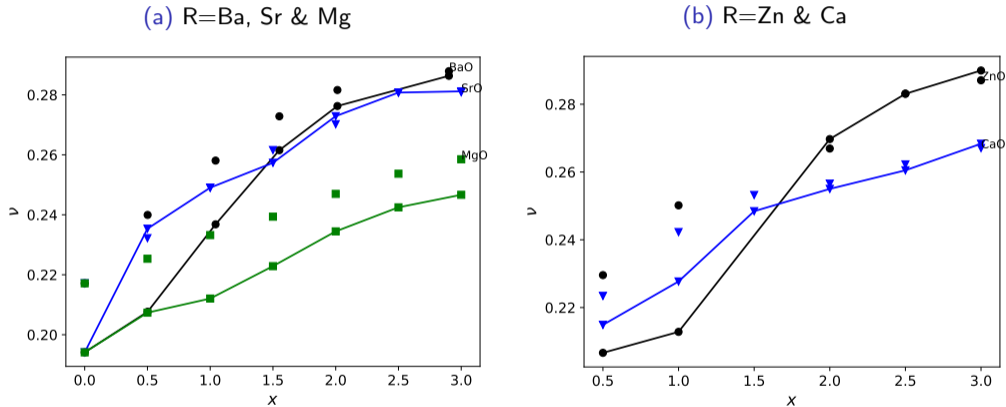 (a) R=Ba, Sr & Mg
0.28
0.26
0.24
0.22
0.20
ν
BaO
SrO
MgO
0.0 0.5 1.0 1.5 2.0 2.5 3.0
x
(b) R=Zn & Ca
0.28
0.26
0.24
0.22
ν
ZnO
CaO
0.5 1.0 1.5 2.0 2.5 3.0
x